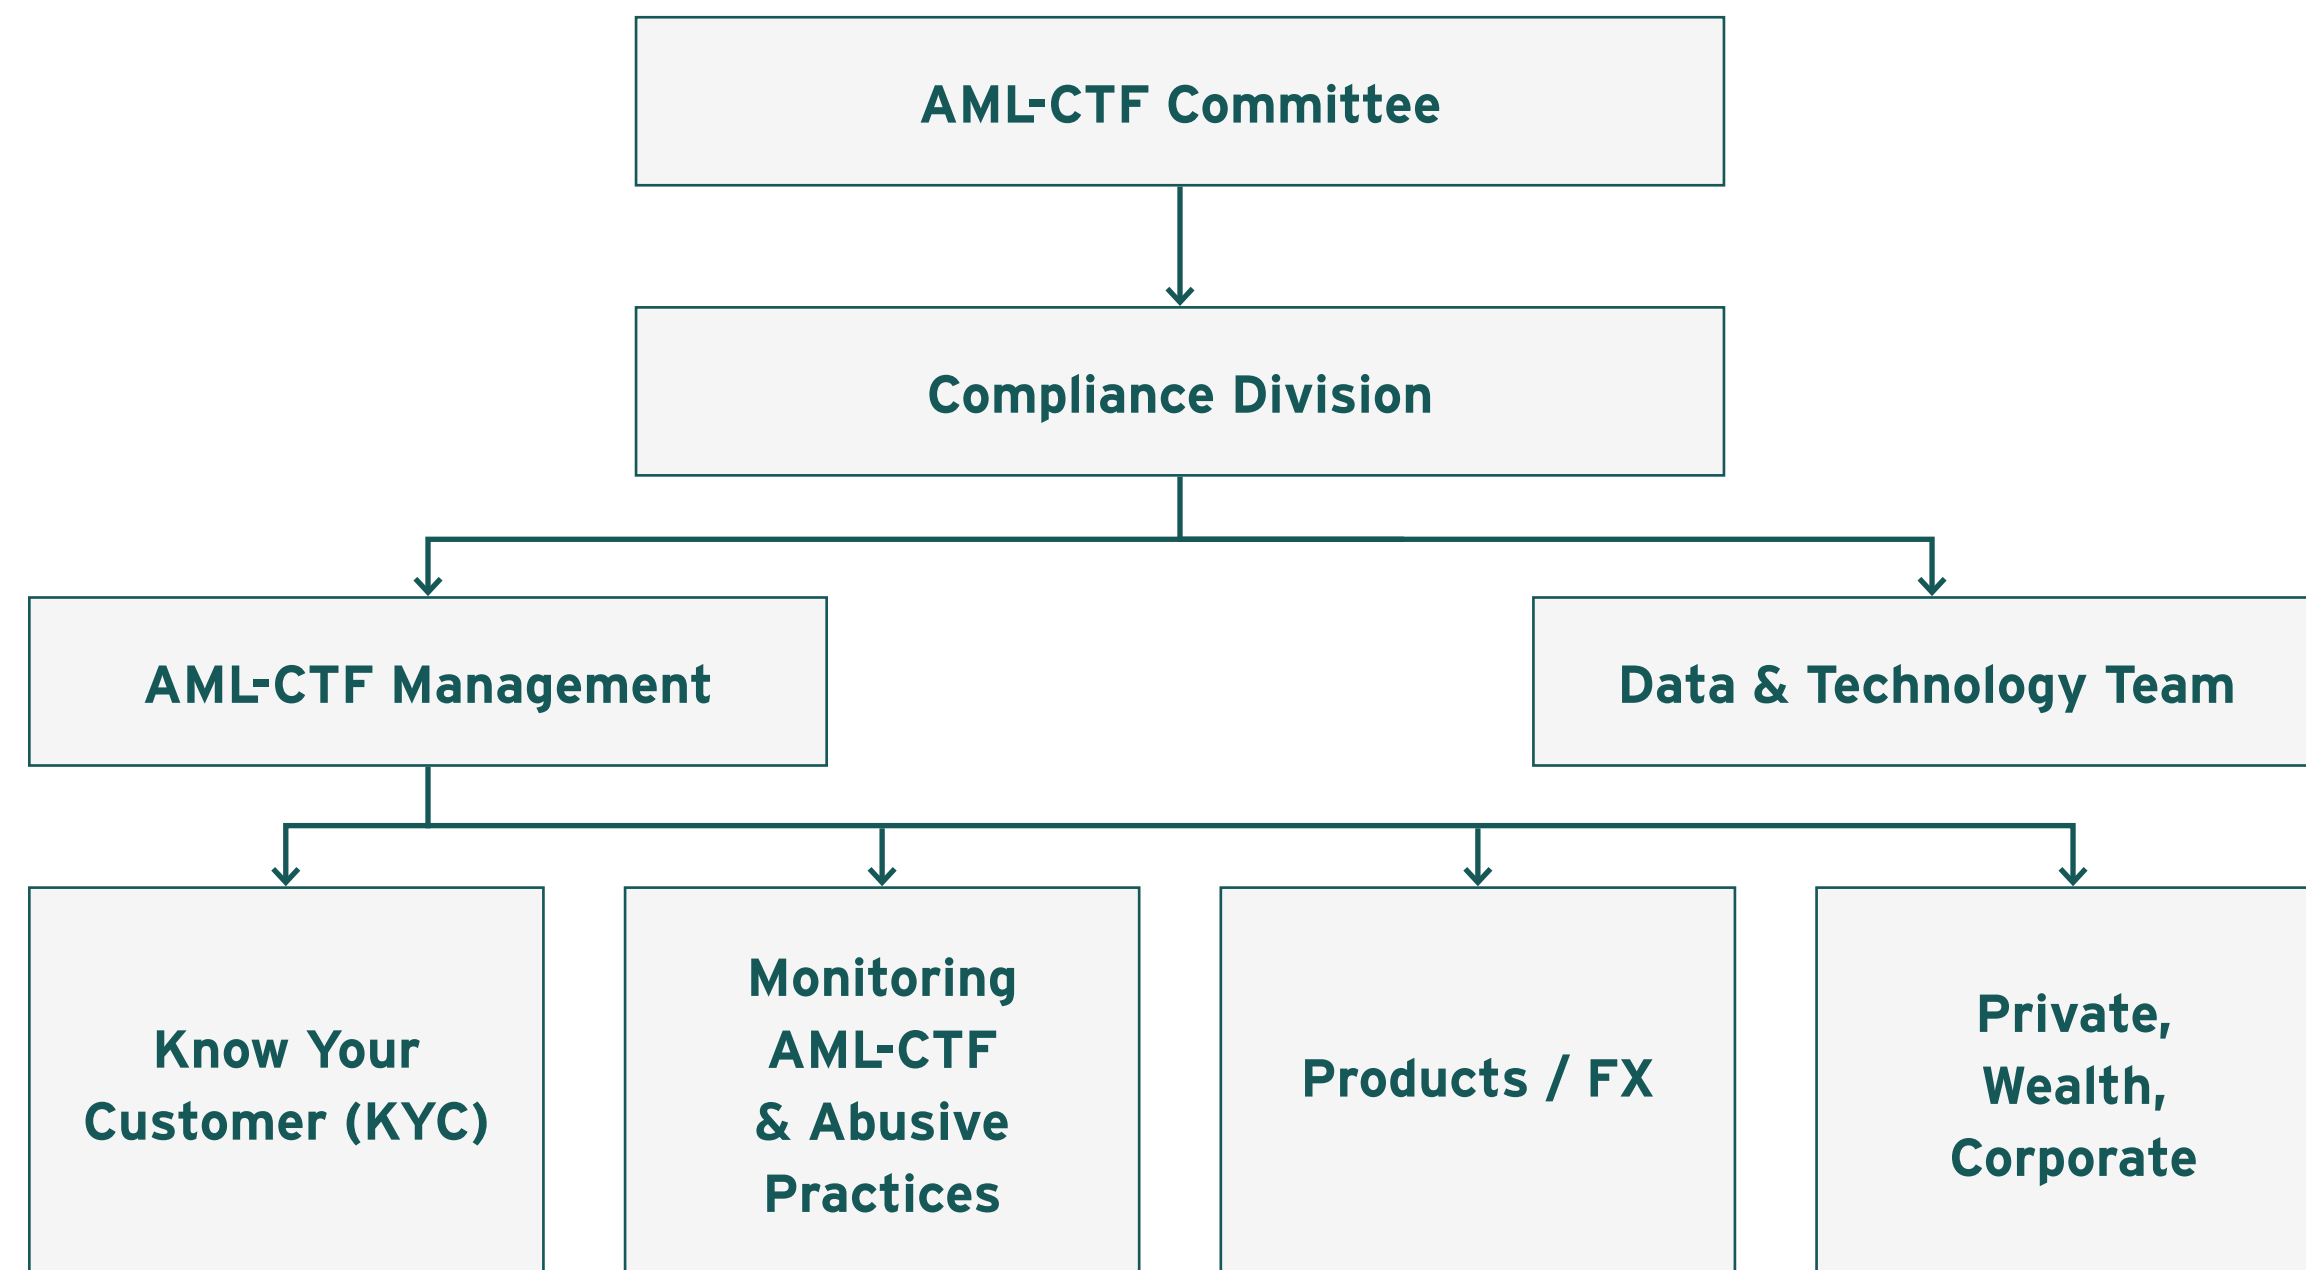 AML-CTF Committee
Compliance Division
AML-CTF Management
Data & Technology Team
Know Your
Customer (KYC)
Monitoring
AML-CTF
& Abusive
Practices
Products / FX
Private,
Wealth,
Corporate